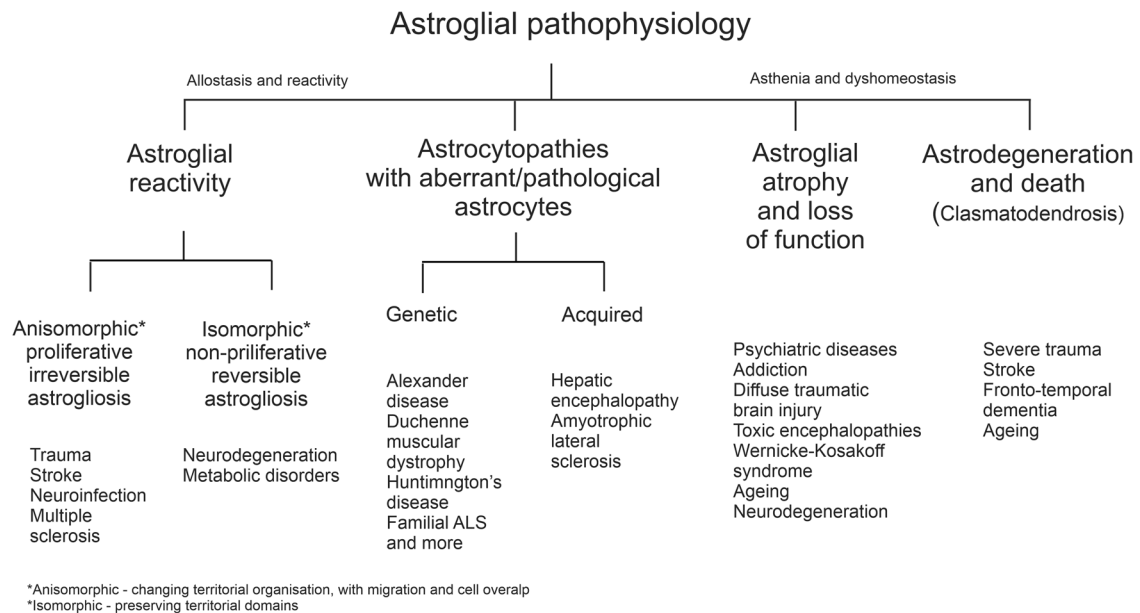 Astroglial pathophysiology
Allostasis and reactivity
Asthenia and dyshomeostasis
Astroglial
reactivity
Astrocytopathies
with aberrant/pathological
astrocytes
Astroglial
atrophy
and loss
of function
Astrodegeneration
and death
(Clasmatodendrosis)
Anisomorphic*
proliferative
irreversible
astrogliosis
Isomorphic*
non-priliferative
reversible
astrogliosis
Genetic
Acquired
Trauma
Stroke
Neuroinfection
Multiple
sclerosis
Neurodegeneration
Metabolic disorders
Alexander
disease
Duchenne
muscular
dystrophy
Huntimngton's
disease
Familial ALS
and more
Hepatic
encephalopathy
Amyotrophic
lateral
sclerosis
Psychiatric diseases
Addiction
Diffuse traumatic
brain injury
Toxic encephalopathies
Wernicke-Kosakoff
syndrome
Ageing
Neurodegeneration
Severe trauma
Stroke
Fronto-temporal
dementia
Ageing
*Anisomorphic - changing territorial organisation, with migration and cell overalp
*Isomorphic - preserving territorial domains